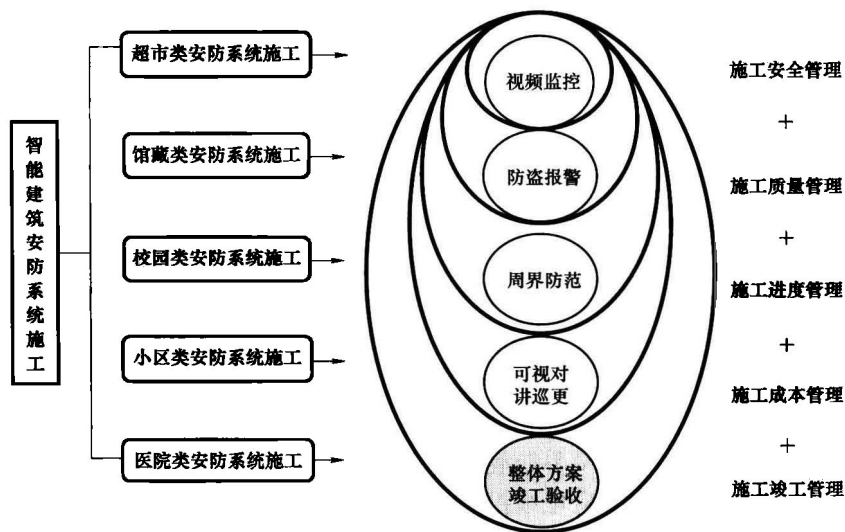 智能建筑安防系统施工
超市类安防系统施工
馆藏类安防系统施工
校园类安防系统施工
小区类安防系统施工
医院类安防系统施工
视频监控
防盗报警
周界防范
可视对
讲巡更
整体方案
竣工验收
施工安全管理
+
施工质量管理
+
施工进度管理
+
施工成本管理
+
施工竣工管理